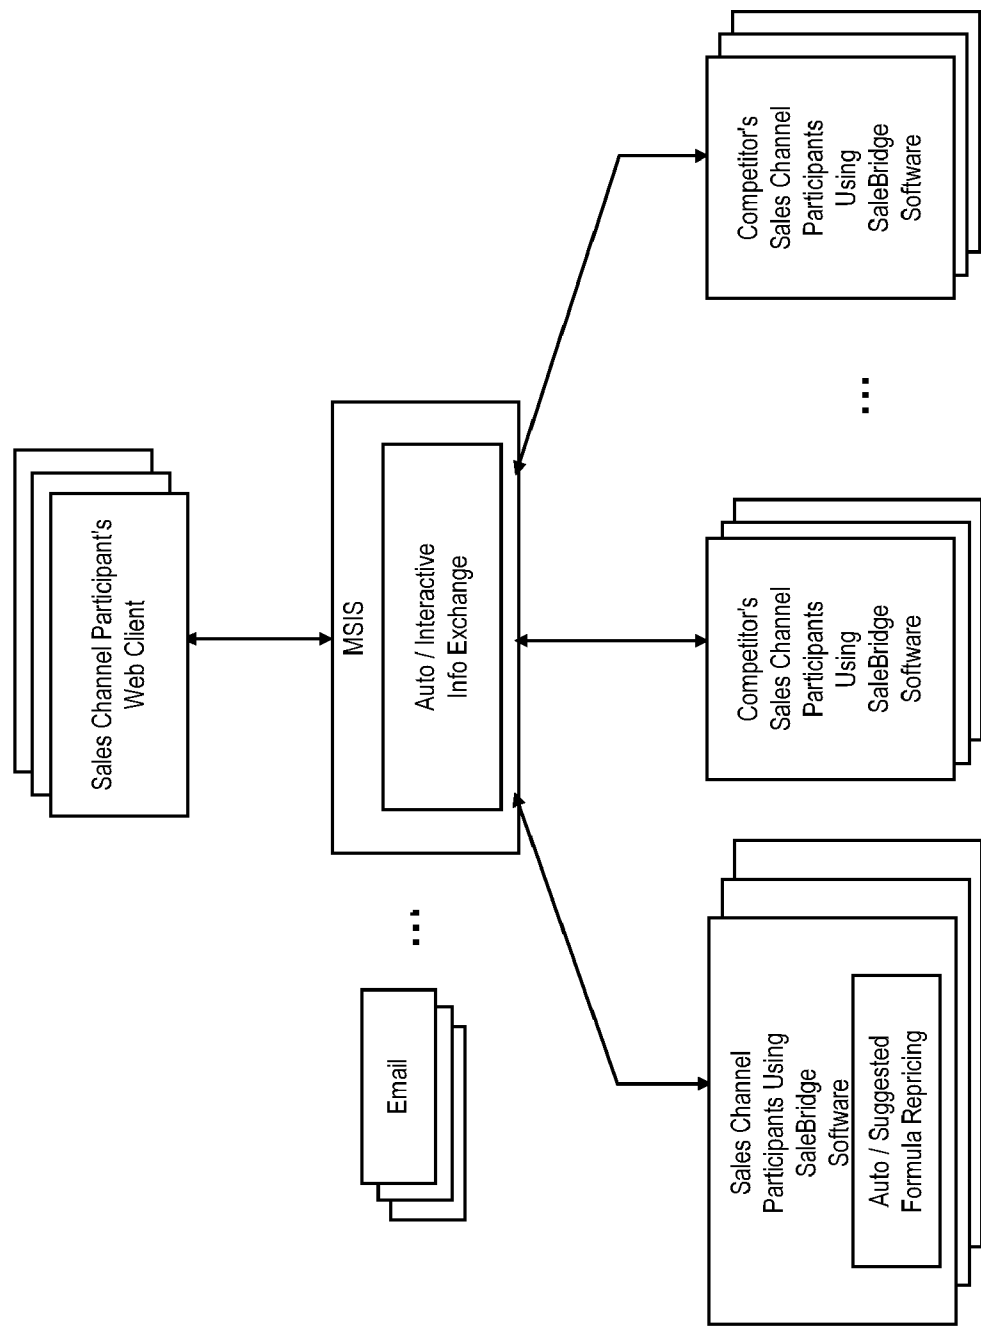 Sales Channel Participant's
Web Client
Email
...
MSIS
Auto / Interactive
Info Exchange
Sales Channel
Participants Using
SaleBridge
Software
Auto / Suggested
Formula Repricing
Competitor's
Sales Channel
Participants
Using
SaleBridge
Software
...
Competitor's
Sales Channel
Participants
Using
SaleBridge
Software